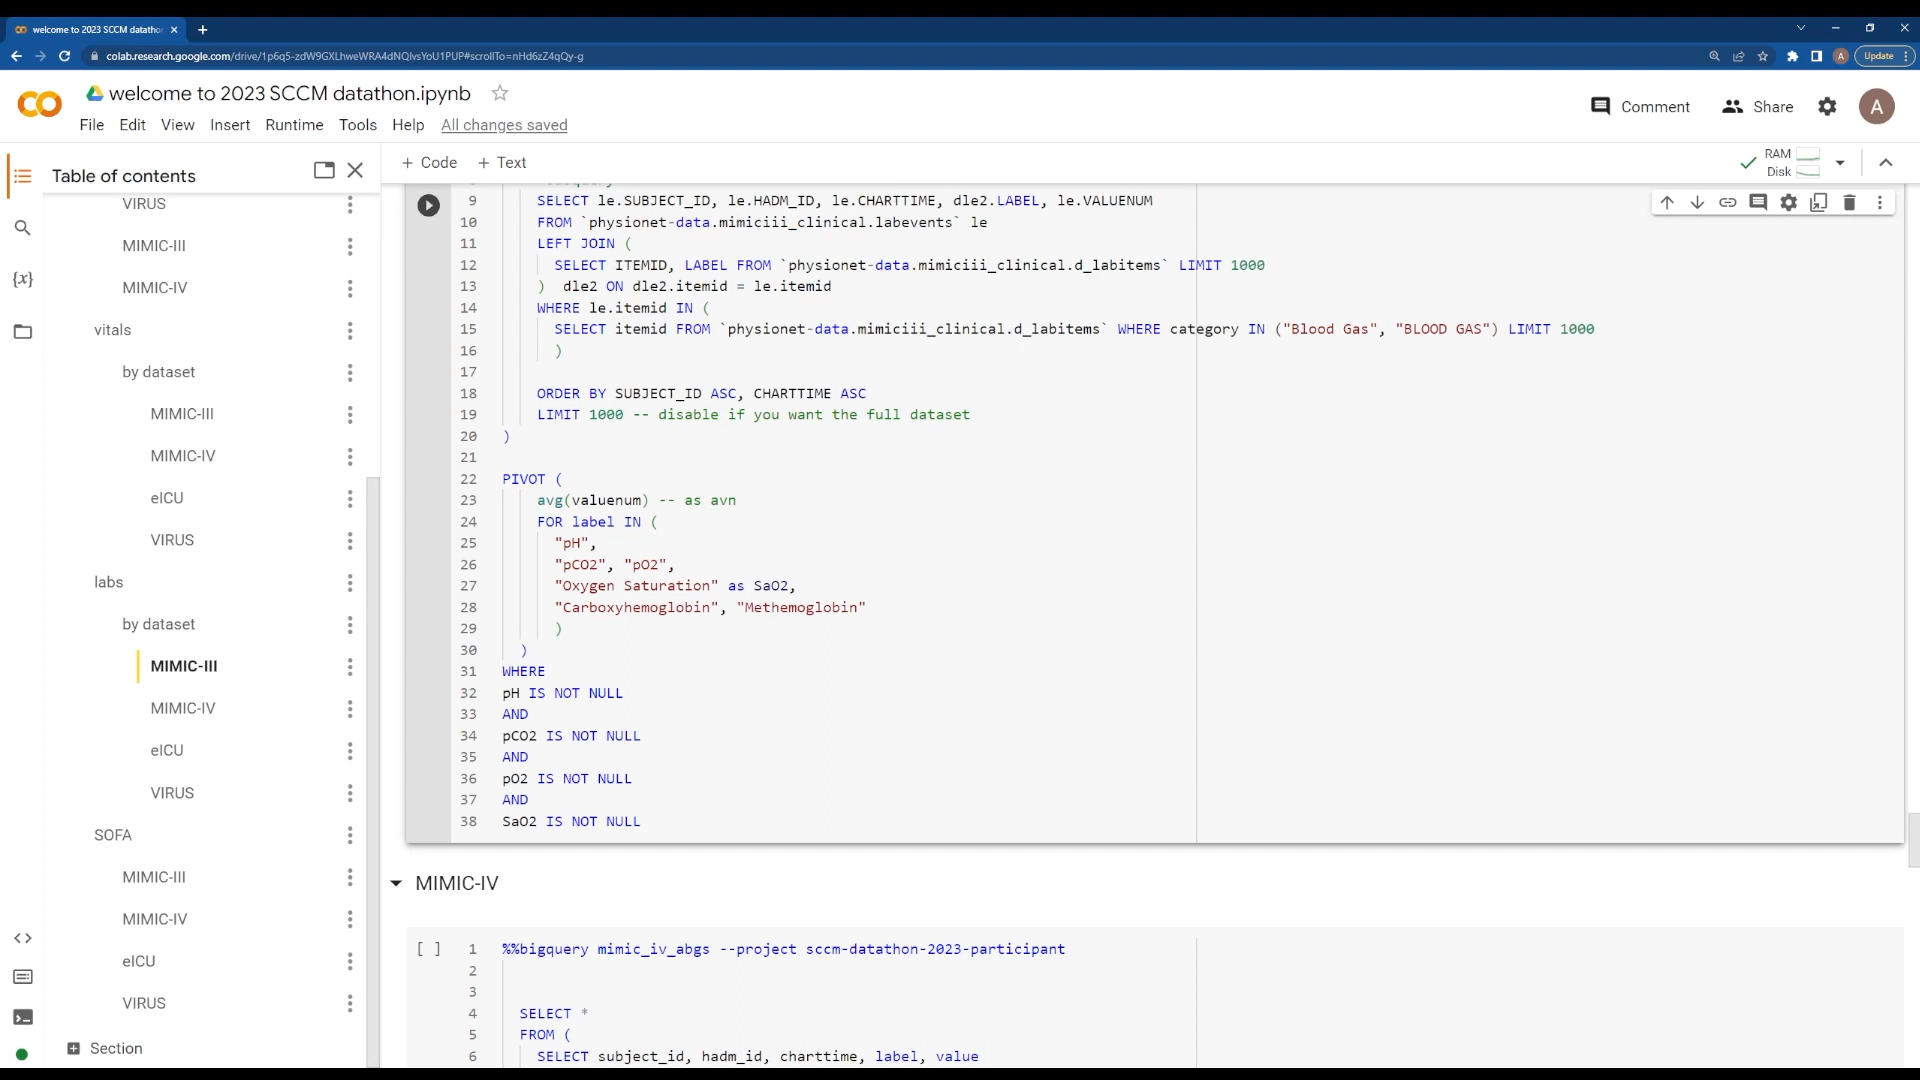 welcome to 2023 SCCM datatho
colab.research.google.com/drive/1p6q5-zdW9GXLhweWRA4dNQlvsYoU1PUP#scrollTo=nHd6zZ4qQy-g
A
Update
CO
welcome to 2023 SCCM datathon.ipynb
File Edit View Insert Runtime Tools Help All changes saved
Comment
Share
A
Table of contents
+ Code + Text
RAM
Disk
VIRUS
MIMIC-III
MIMIC-IV
vitals
by dataset
MIMIC-III
MIMIC-IV
eICU
VIRUS
labs
by dataset
MIMIC-III
MIMIC-IV
eICU
VIRUS
SOFA
MIMIC-III
MIMIC-IV
eICU
VIRUS
Section
{x}
9 SELECT le.SUBJECT_ID, le.HADM_ID, le.CHARTTIME, dle2.LABEL, le.VALUENUM
10 FROM `physionet-data.mimiciii_clinical.labevents` le
11 LEFT JOIN (
12 SELECT ITEMID, LABEL FROM `physionet-data.mimiciii_clinical.d_labitems` LIMIT 1000
13 ) dle2 ON dle2.itemid = le.itemid
14 WHERE le.itemid IN (
15 SELECT itemid FROM `physionet-data.mimiciii_clinical.d_labitems` WHERE category IN ("Blood Gas", "BLOOD GAS") LIMIT 1000
16 )
17
18 ORDER BY SUBJECT_ID ASC, CHARTTIME ASC
19 LIMIT 1000 -- disable if you want the full dataset
20 )
21
22 PIVOT (
23 avg(valuenum) -- as avn
24 FOR label IN (
25 "pH",
26 "pCO2", "pO2",
27 "Oxygen Saturation" as SaO2,
28 "Carboxyhemoglobin", "Methemoglobin"
29 )
30 )
31 WHERE
32 pH IS NOT NULL
33 AND
34 pCO2 IS NOT NULL
35 AND
36 pO2 IS NOT NULL
37 AND
38 SaO2 IS NOT NULL
MIMIC-IV
[ ] 1 %%bigquery mimic_iv_abgs --project sccm-datathon-2023-participant
2
3
4 SELECT *
5 FROM (
6 SELECT subject_id, hadm_id, charttime, label, value